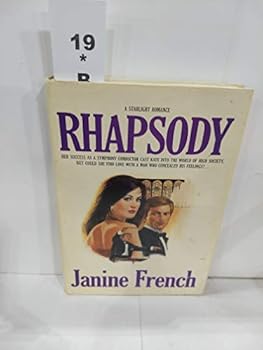 19
*
B
A STARLIGHT ROMANCE
RHAPSODY
HER SUCCESS AS A SYMPHONY CONDUCTOR CAST KATE INTO THE WORLD OF HIGH SOCIETY,
BUT COULD SHE FIND LOVE WITH A MAN WHO CONCEALED HIS FEELINGS?
Janine French